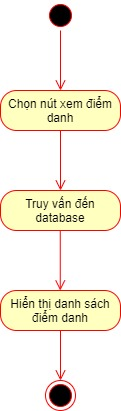 Chọn nút xem điểm
danh
Truy vấn đến
database
Hiển thị danh sách
điểm danh